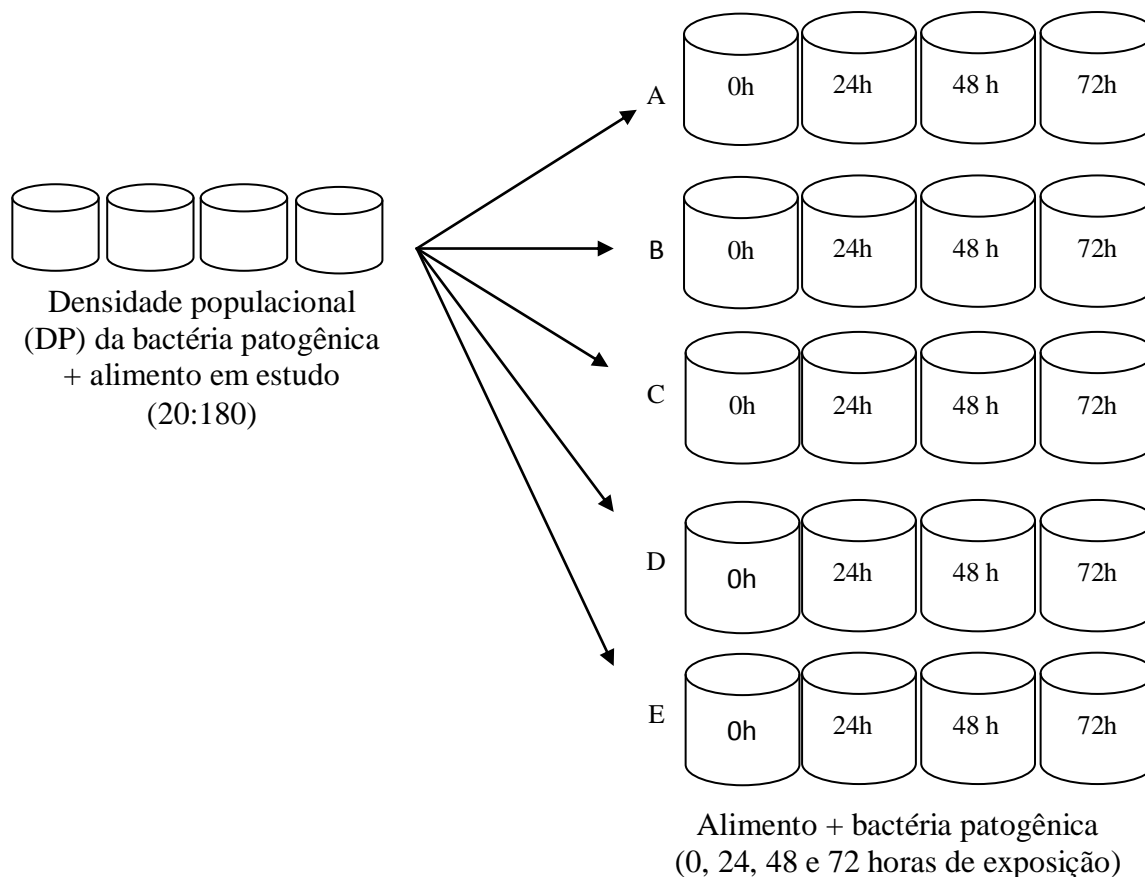 A 0h 24h 48 h 72h
B 0h 24h 48 h 72h
C 0h 24h 48 h 72h
D 0h 24h 48 h 72h
E 0h 24h 48 h 72h
Densidade populacional
(DP) da bactéria patogênica
+ alimento em estudo
(20:180)
Alimento + bactéria patogênica
(0, 24, 48 e 72 horas de exposição)